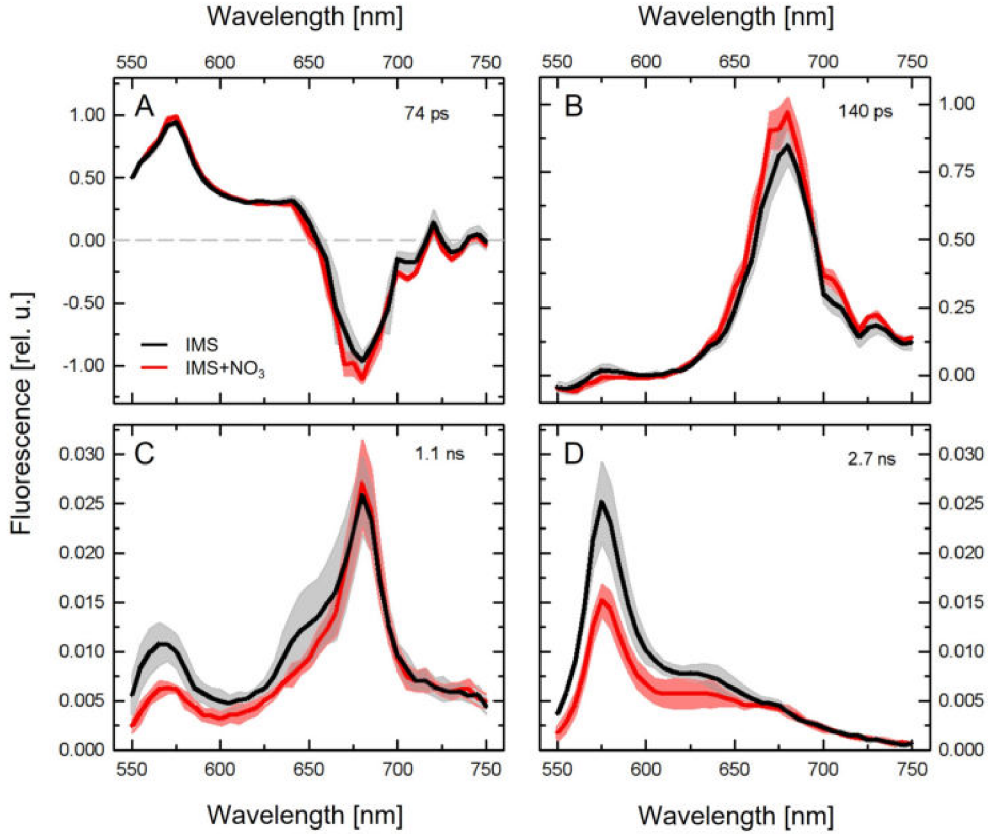 Wavelength [nm] Wavelength [nm]
550 600 650 700 750 550 600 650 700 750
A 74 ps B 140 ps
1.00 1.00
0.50 0.75
0.00 0.50
-0.50 0.25
-1.00 0.00
IMS
IMS+NO₃
Fluorescence [rel. u.]
C 1.1 ns D 2.7 ns
0.030 0.030
0.025 0.025
0.020 0.020
0.015 0.015
0.010 0.010
0.005 0.005
0.000 0.000
550 600 650 700 750 550 600 650 700 750
Wavelength [nm] Wavelength [nm]